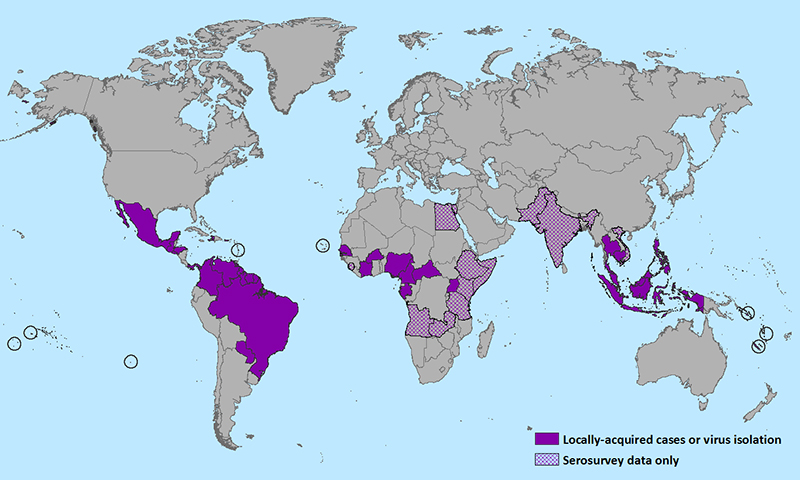 Locally-acquired cases or virus isolation
Serosurvey data only